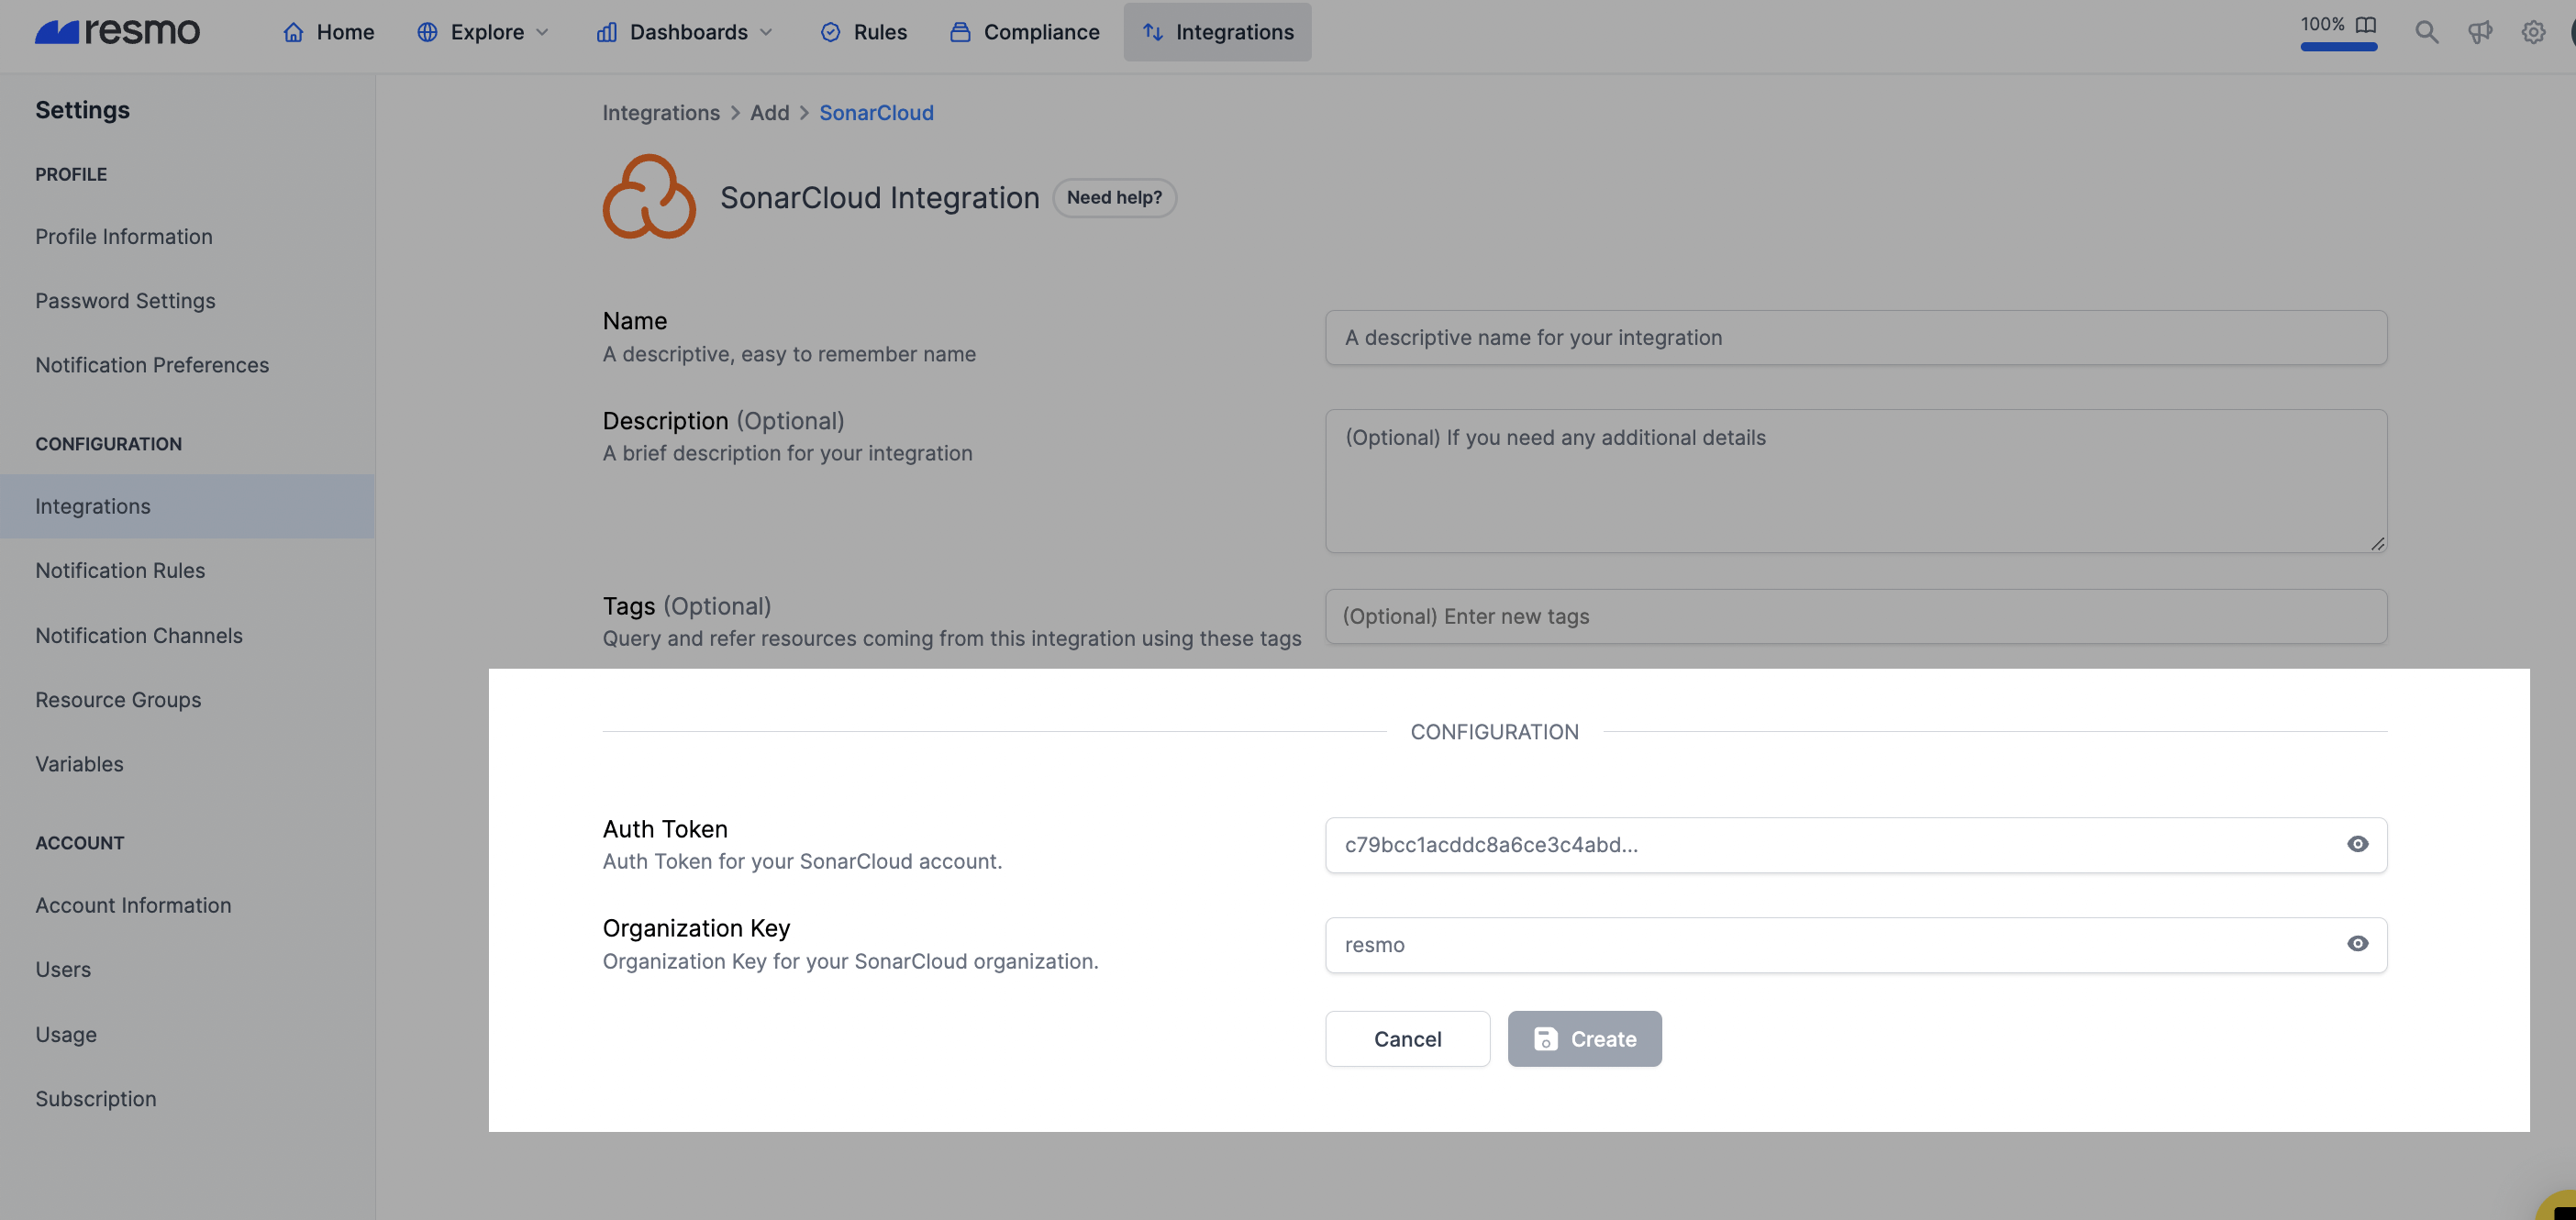 resmo
Home
Explore
Dashboards
Rules
Compliance
Integrations
100%
Settings
PROFILE
Profile Information
Password Settings
Notification Preferences
CONFIGURATION
Integrations
Notification Rules
Notification Channels
Resource Groups
Variables
ACCOUNT
Account Information
Users
Usage
Subscription
Integrations > Add > SonarCloud
SonarCloud Integration
Need help?
Name
A descriptive, easy to remember name
A descriptive name for your integration
Description (Optional)
A brief description for your integration
(Optional) If you need any additional details
Tags (Optional)
Query and refer resources coming from this integration using these tags
(Optional) Enter new tags
CONFIGURATION
Auth Token
Auth Token for your SonarCloud account.
c79bcc1acddc8a6ce3c4abd...
Organization Key
Organization Key for your SonarCloud organization.
resmo
Cancel
Create